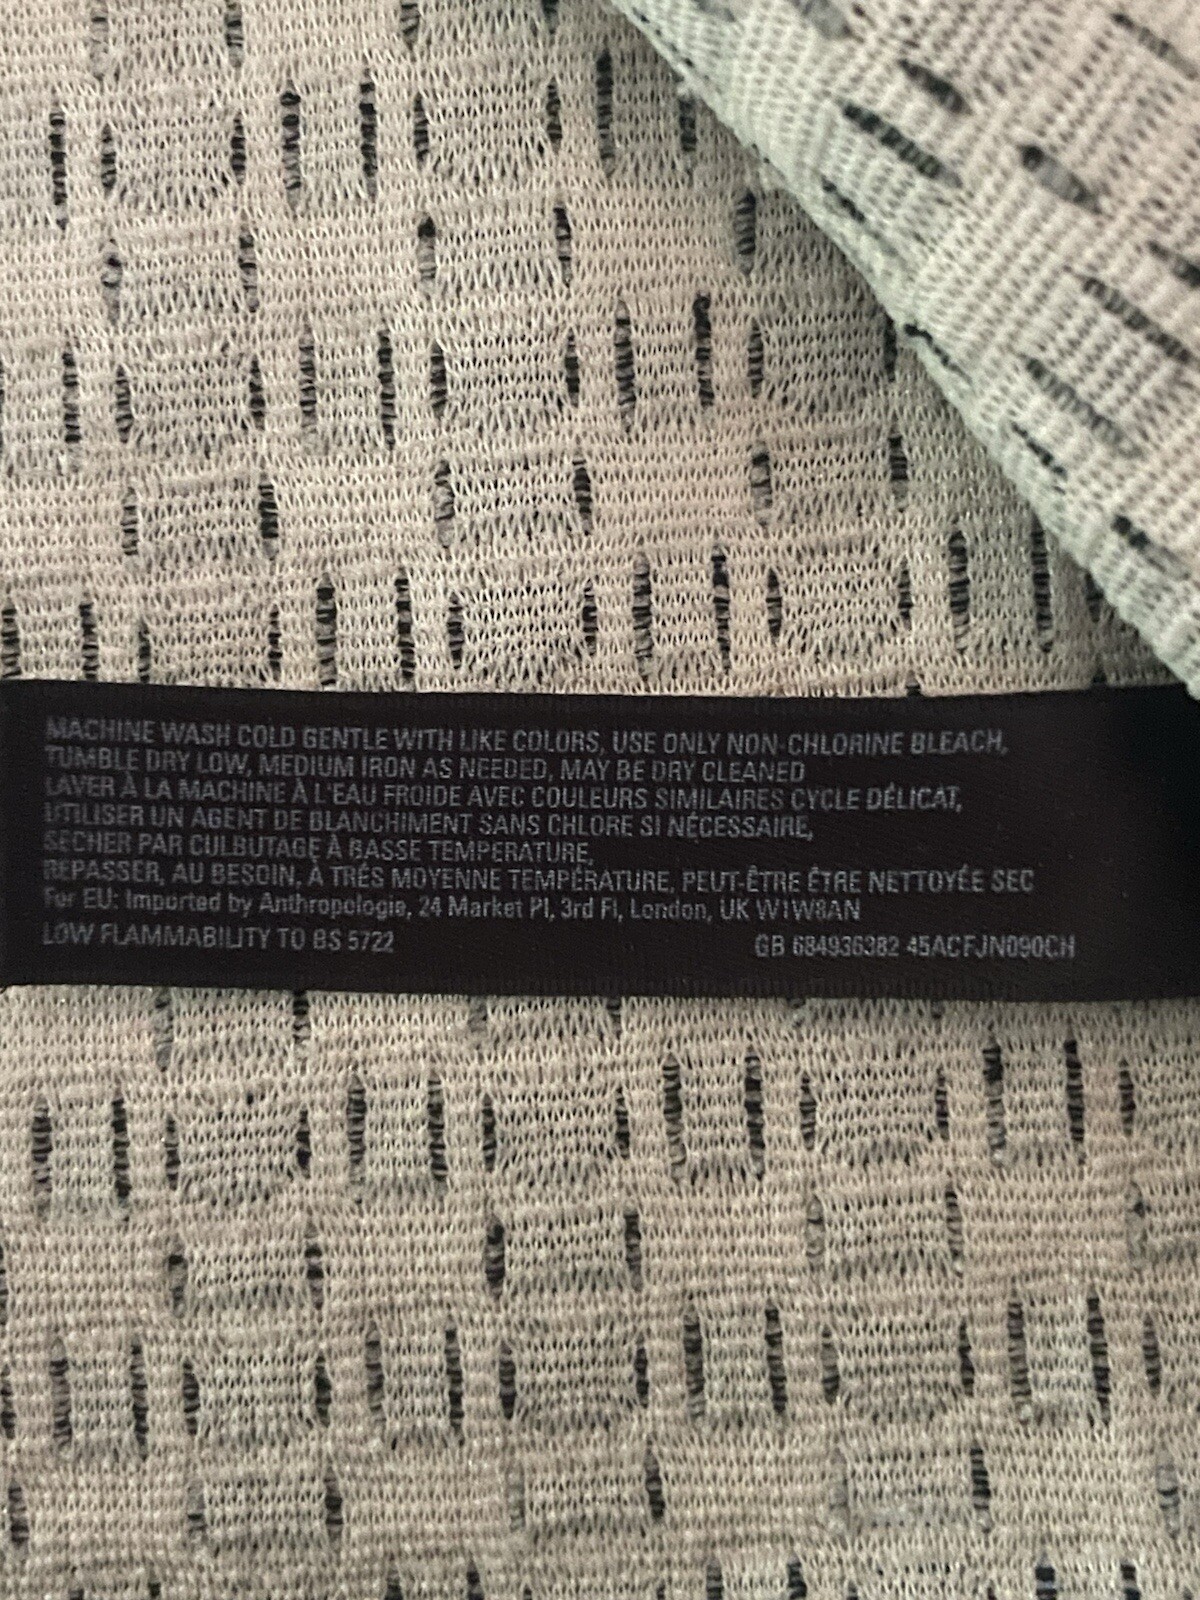 MACHINE WASH COLD GENTLE WITH LIKE COLORS, USE ONLY NON-CHLORINE BLEACH,
TUMBLE DRY LOW, MEDIUM IRON AS NEEDED, MAY BE DRY CLEANED
LAVER À LA MACHINE À L'EAU FROIDE AVEC COULEURS SIMILAIRES CYCLE DÉLICAT,
UTILISER UN AGENT DE BLANCHIMENT SANS CHLORE SI NÉCESSAIRE,
SECHER PAR CULBUTAGE À BASSE TEMPERATURE,
REPASSER, AU BESOIN, À TRÉS MOYENNE TEMPÉRATURE, PEUT-ÊTRE ÊTRE NETTOYÉE SEC
For EU: Imported by Anthropologie, 24 Market Pl, 3rd Fl, London, UK W1W8AN
LOW FLAMMABILITY TO BS 5722
GB 684936382 45ACFJN090CH